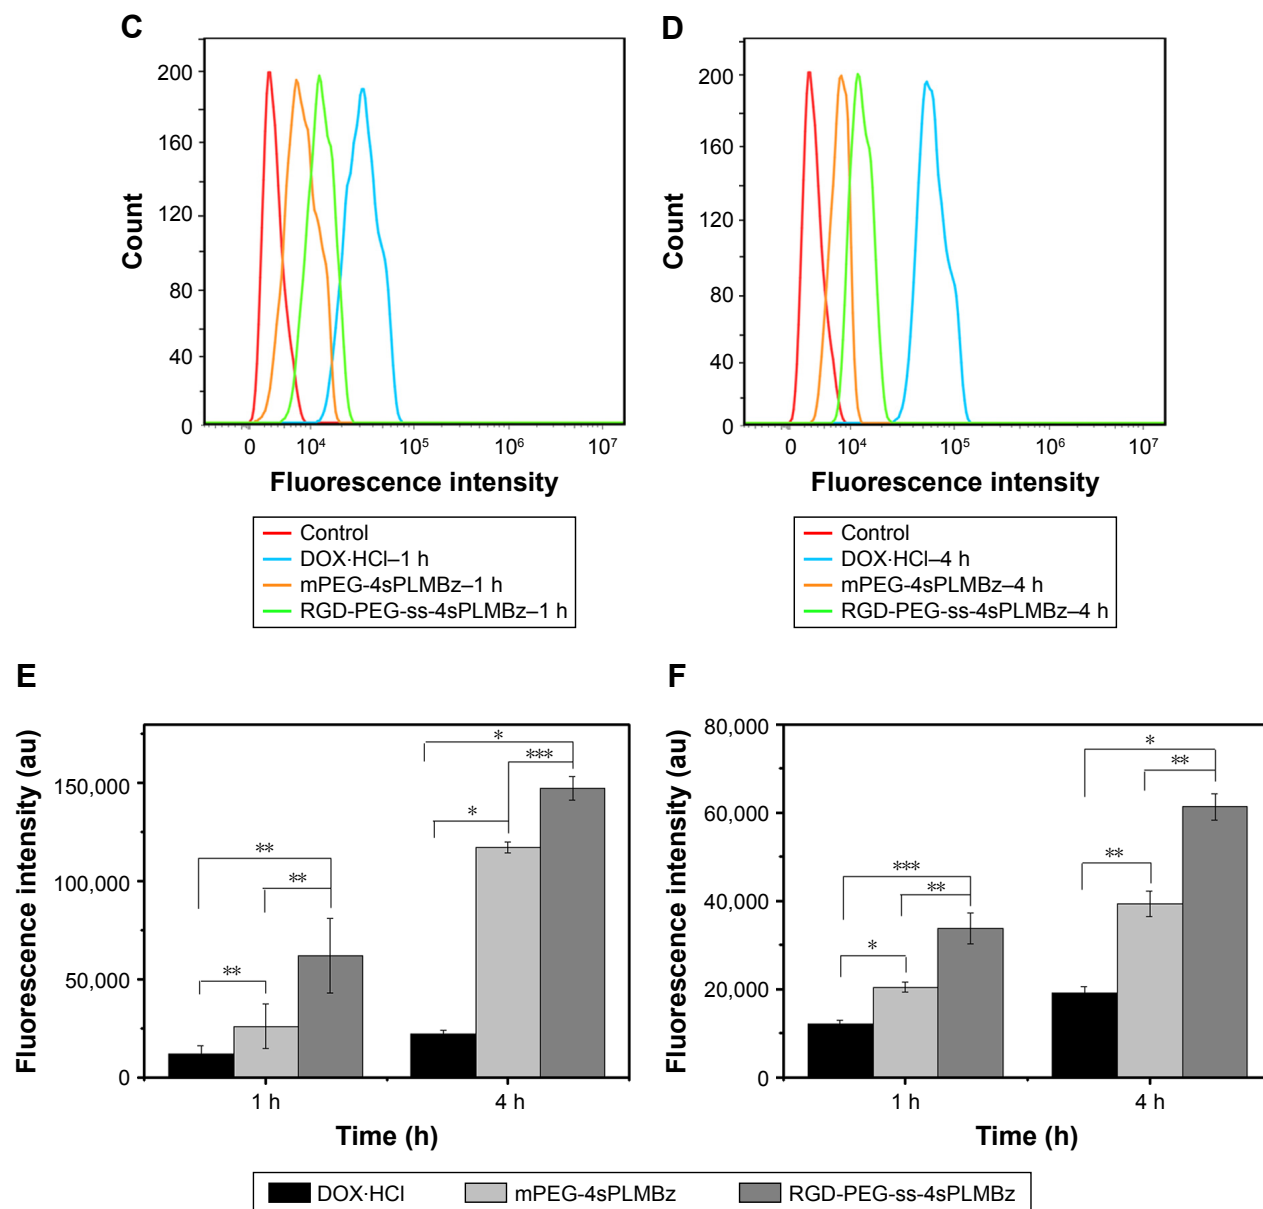 C
200
160
120
80
40
0
Count
0 10⁴ 10⁵ 10⁶ 10⁷
Fluorescence intensity
Control
DOX·HCl–1 h
mPEG-4sPLMBz–1 h
RGD-PEG-ss-4sPLMBz–1 h
D
200
160
120
80
40
0
Count
0 10⁴ 10⁵ 10⁶ 10⁷
Fluorescence intensity
Control
DOX·HCl–4 h
mPEG-4sPLMBz–4 h
RGD-PEG-ss-4sPLMBz–4 h
E
Fluorescence intensity (au)
150,000
100,000
50,000
0
**
**
**
*
***
*
1 h 4 h
Time (h)
F
Fluorescence intensity (au)
80,000
60,000
40,000
20,000
0
***
**
*
*
**
**
1 h 4 h
Time (h)
DOX·HCl mPEG-4sPLMBz RGD-PEG-ss-4sPLMBz